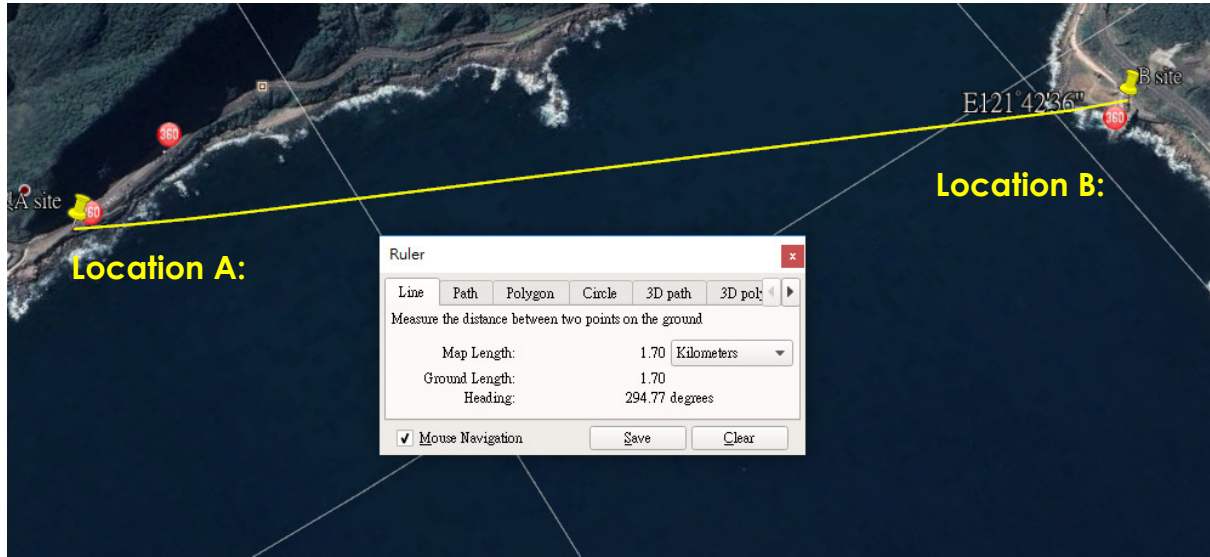 B site
E121°42'36"
360
360
Location B:
A site
60
Location A:
Ruler
x
Line Path Polygon Circle 3D path 3D poly
Measure the distance between two points on the ground
Map Length: 1.70 Kilometers
Ground Length: 1.70
Heading: 294.77 degrees
Mouse Navigation Save Clear